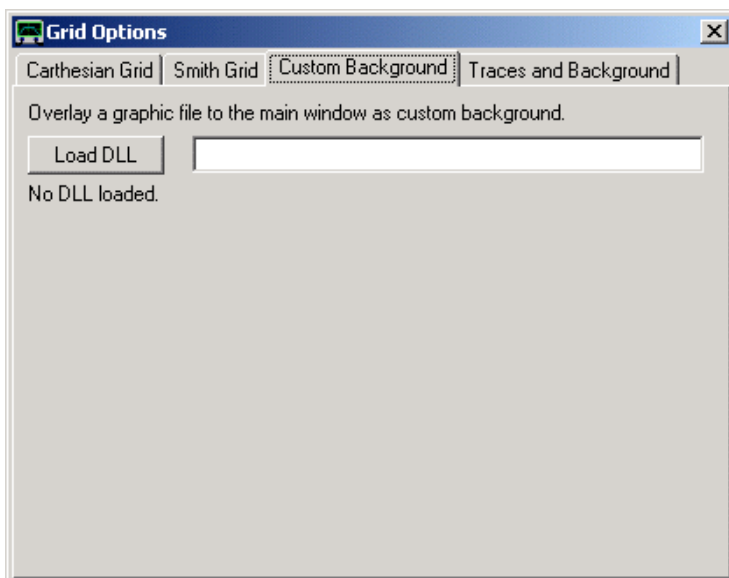 Grid Options
Carthesian Grid Smith Grid Custom Background Traces and Background
Overlay a graphic file to the main window as custom background.
Load DLL
No DLL loaded.